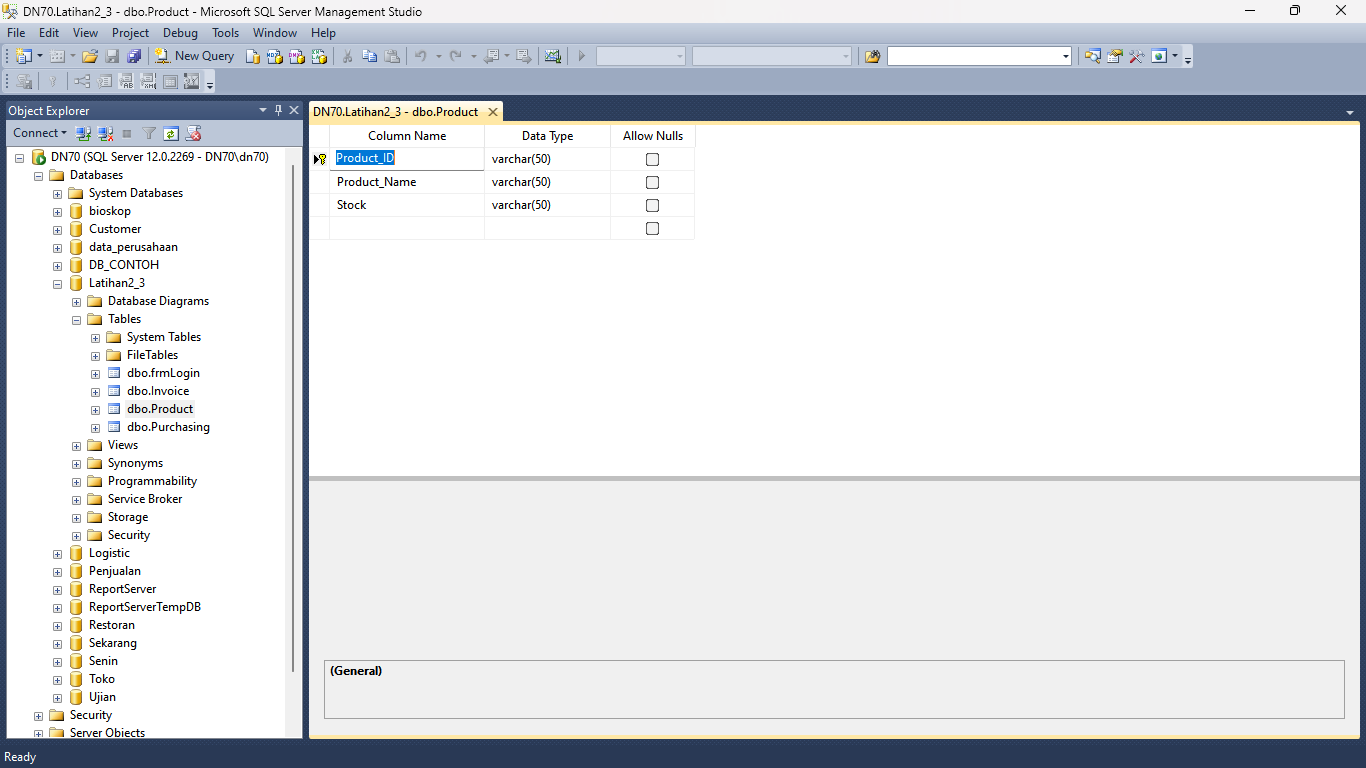 DN70.Latihan2_3 - dbo.Product - Microsoft SQL Server Management Studio
File Edit View Project Debug Tools Window Help
New Query
Object Explorer
Connect
DN70 (SQL Server 12.0.2269 - DN70\dn70)
Databases
System Databases
bioskop
Customer
data_perusahaan
DB_CONTOH
Latihan2_3
Database Diagrams
Tables
System Tables
FileTables
dbo.frmLogin
dbo.Invoice
dbo.Product
dbo.Purchasing
Views
Synonyms
Programmability
Service Broker
Storage
Security
Logistic
Penjualan
ReportServer
ReportServerTempDB
Restoran
Sekarang
Senin
Toko
Ujian
Security
Server Objects
DN70.Latihan2_3 - dbo.Product
Column Name Data Type Allow Nulls
Product_ID varchar(50)
Product_Name varchar(50)
Stock varchar(50)
(General)
Ready